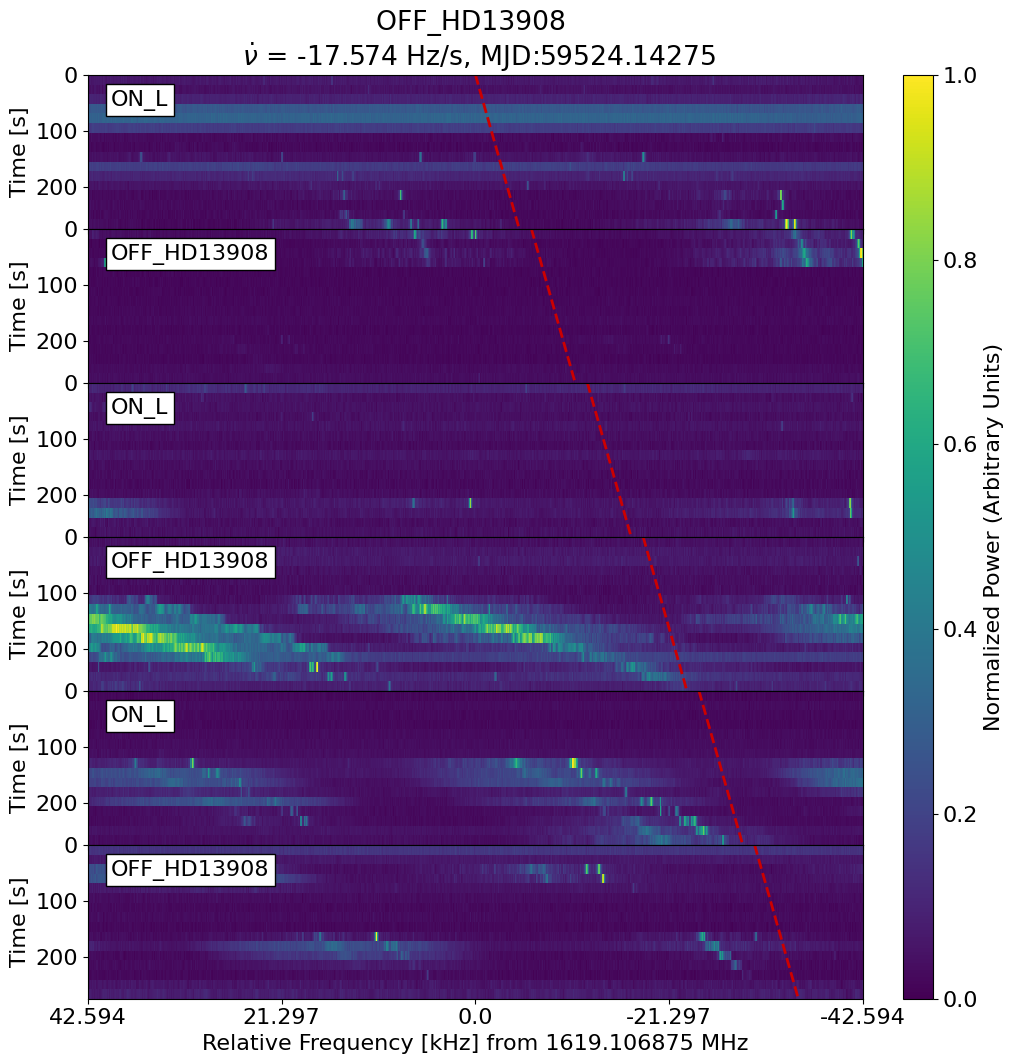 OFF_HD13908
ν̇ = -17.574 Hz/s, MJD:59524.14275
0
ON_L
100
Time [s]
200
0
OFF_HD13908
100
Time [s]
200
0
ON_L
100
Time [s]
200
0
OFF_HD13908
100
Time [s]
200
0
ON_L
100
Time [s]
200
0
OFF_HD13908
100
Time [s]
200
42.594 21.297 0.0 -21.297 -42.594
Relative Frequency [kHz] from 1619.106875 MHz
1.0
0.8
0.6
0.4
0.2
0.0
Normalized Power (Arbitrary Units)